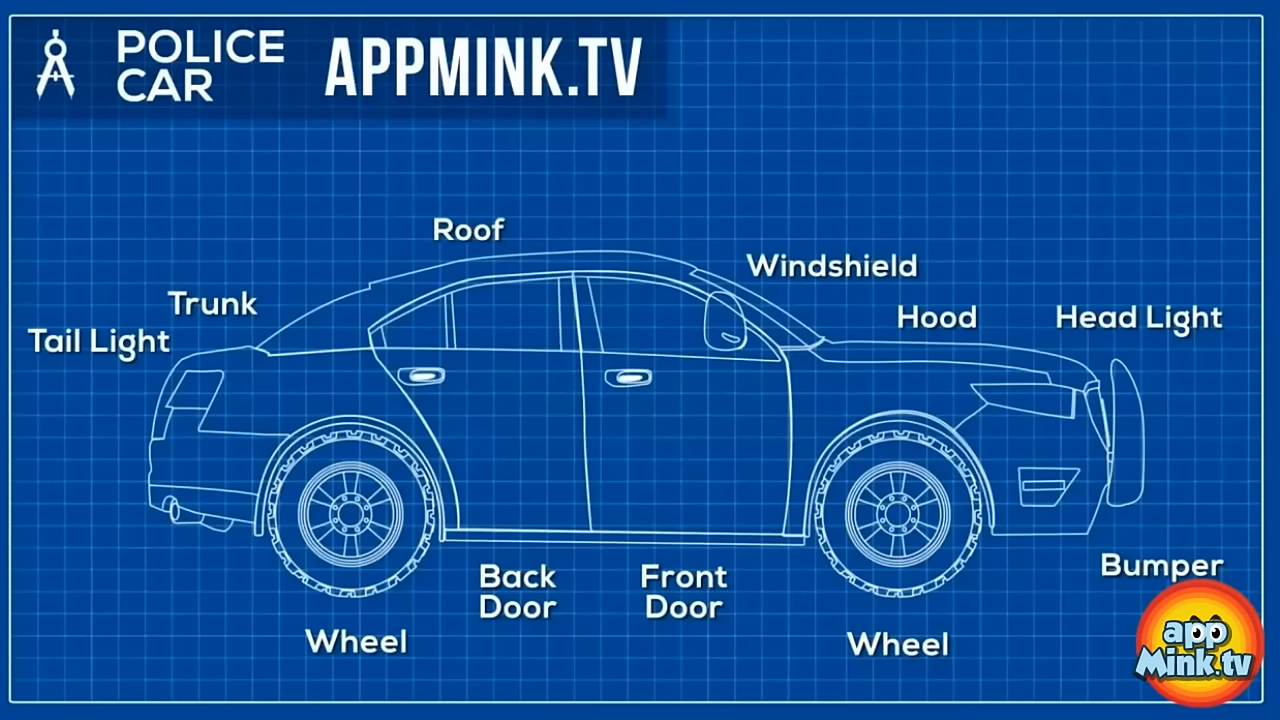 POLICE
CAR
APPMINK.TV
Roof
Windshield
Trunk
Hood
Head Light
Tail Light
Back
Door
Front
Door
Bumper
Wheel
Wheel
app
Mink.tv